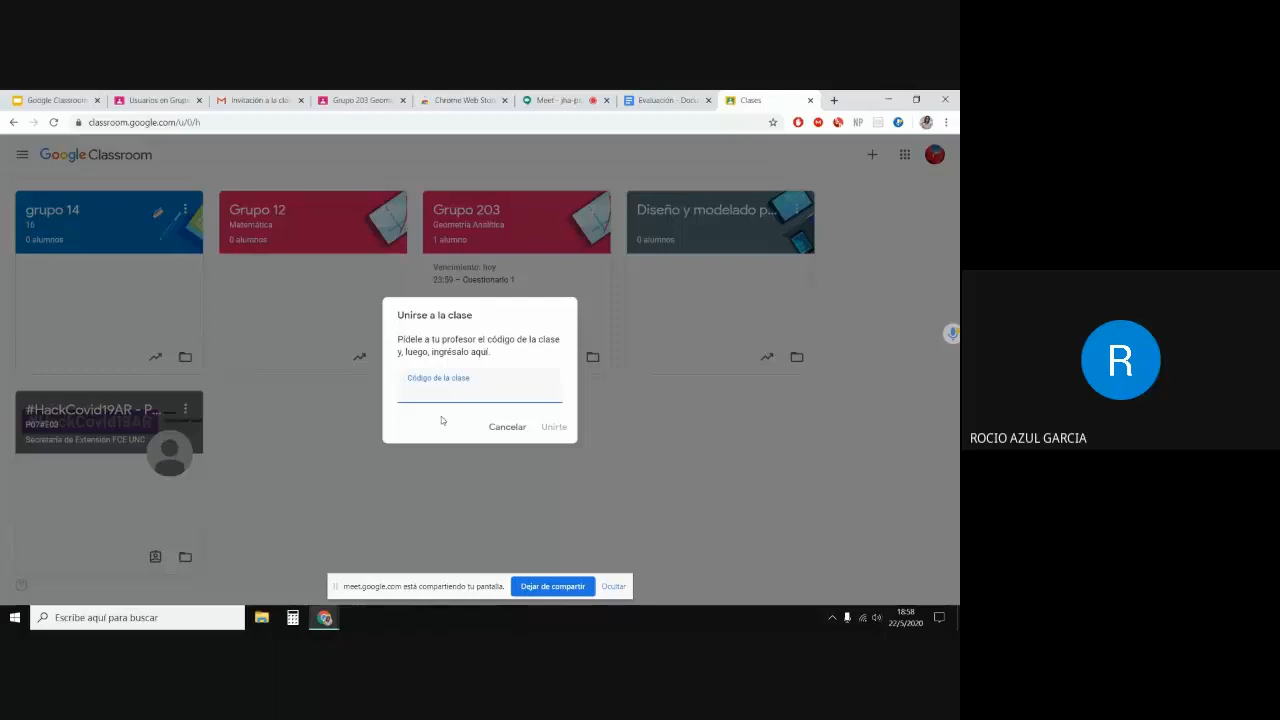 Google Classroom
Usuarios en Grup
Invitación a la cla
Grupo 203 Geom
Chrome Web Stor
Meet - jha-p
Evaluación - Docu
Clases
classroom.google.com/u/0/h
NP
Google Classroom
grupo 14
16
0 alumnos
Grupo 12
Matemática
0 alumnos
Grupo 203
Geometría Analítica
1 alumno
Vencimiento: hoy
23:59 – Cuestionario 1
Diseño y modelado p...
0 alumnos
Unirse a la clase
Pídele a tu profesor el código de la clase
y, luego, ingrésalo aquí.
Código de la clase
Cancelar
Unirte
#HackCovid19AR - P...
P07#E03
Secretaría de Extensión FCE UNC
R
ROCIO AZUL GARCIA
meet.google.com está compartiendo tu pantalla.
Dejar de compartir
Ocultar
Escribe aquí para buscar
18:58
22/5/2020